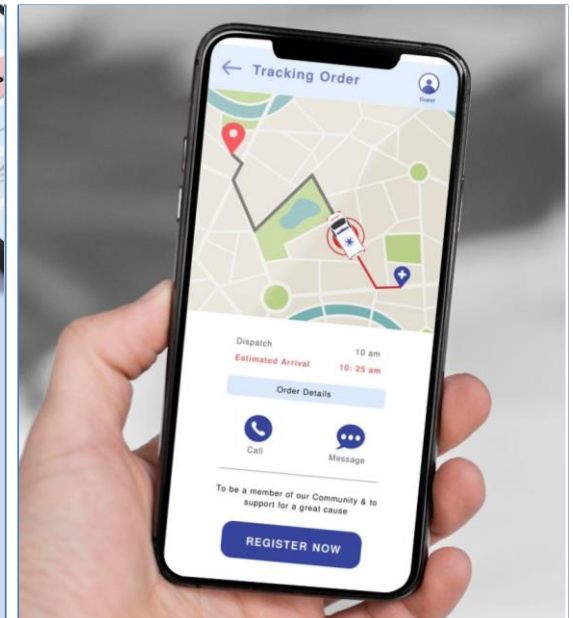 Tracking Order
Guest
Dispatch 10 am
Estimated Arrival 10: 25 am
Order Details
Call
Message
To be a member of our Community & to
support for a great cause
REGISTER NOW